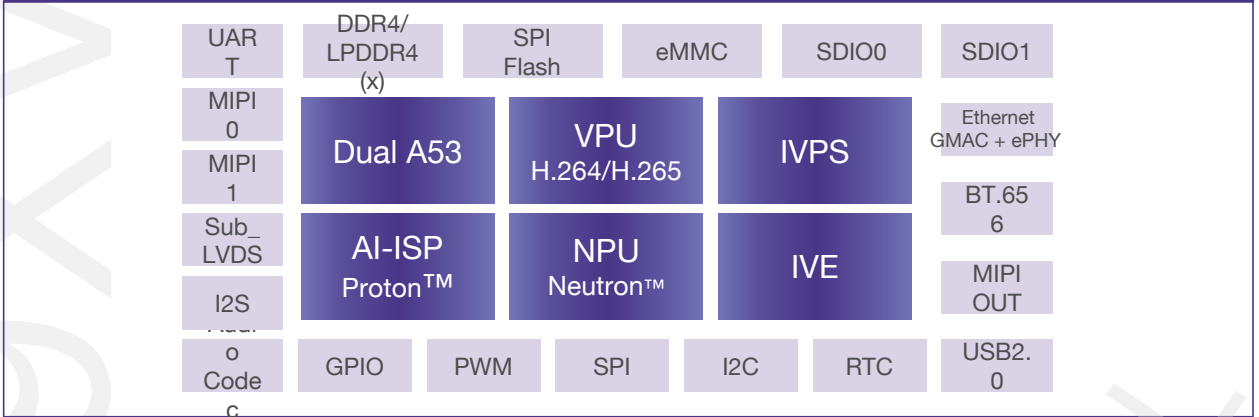 UAR
T
DDR4/
LPDDR4
(x)
SPI
Flash
eMMC
SDIO0
SDIO1
MIPI
0
MIPI
1
Sub_
LVDS
I2S
Dual A53
VPU
H.264/H.265
IVPS
AI-ISP
Proton™
NPU
Neutron™
IVE
Ethernet
GMAC + ePHY
BT.65
6
MIPI
OUT
Audi
o
Code
c
GPIO
PWM
SPI
I2C
RTC
USB2.
0